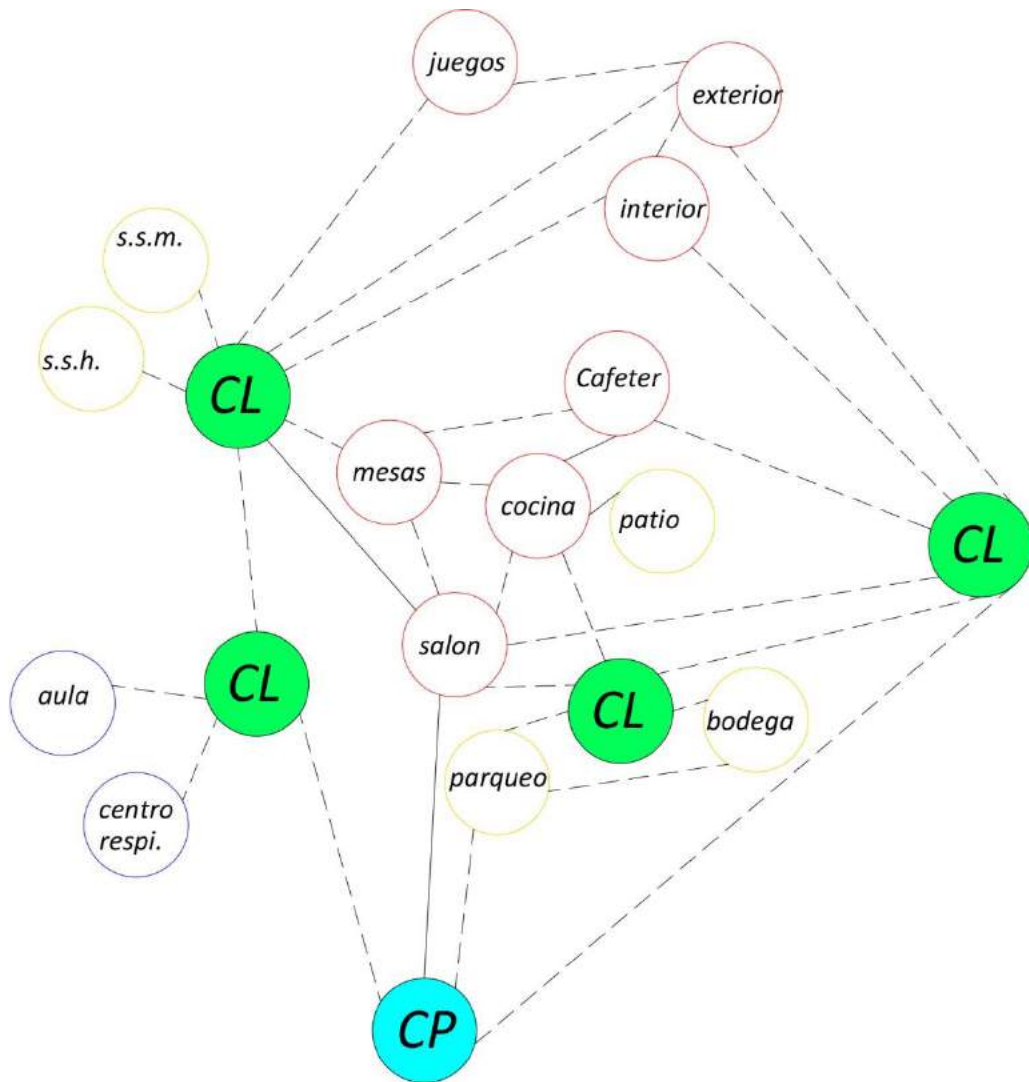 juegos
exterior
interior
s.s.m.
s.s.h.
CL
Cafeter
mesas
cocina
patio
CL
salon
CL
aula
CL
bodega
parqueo
centro
respi.
CP